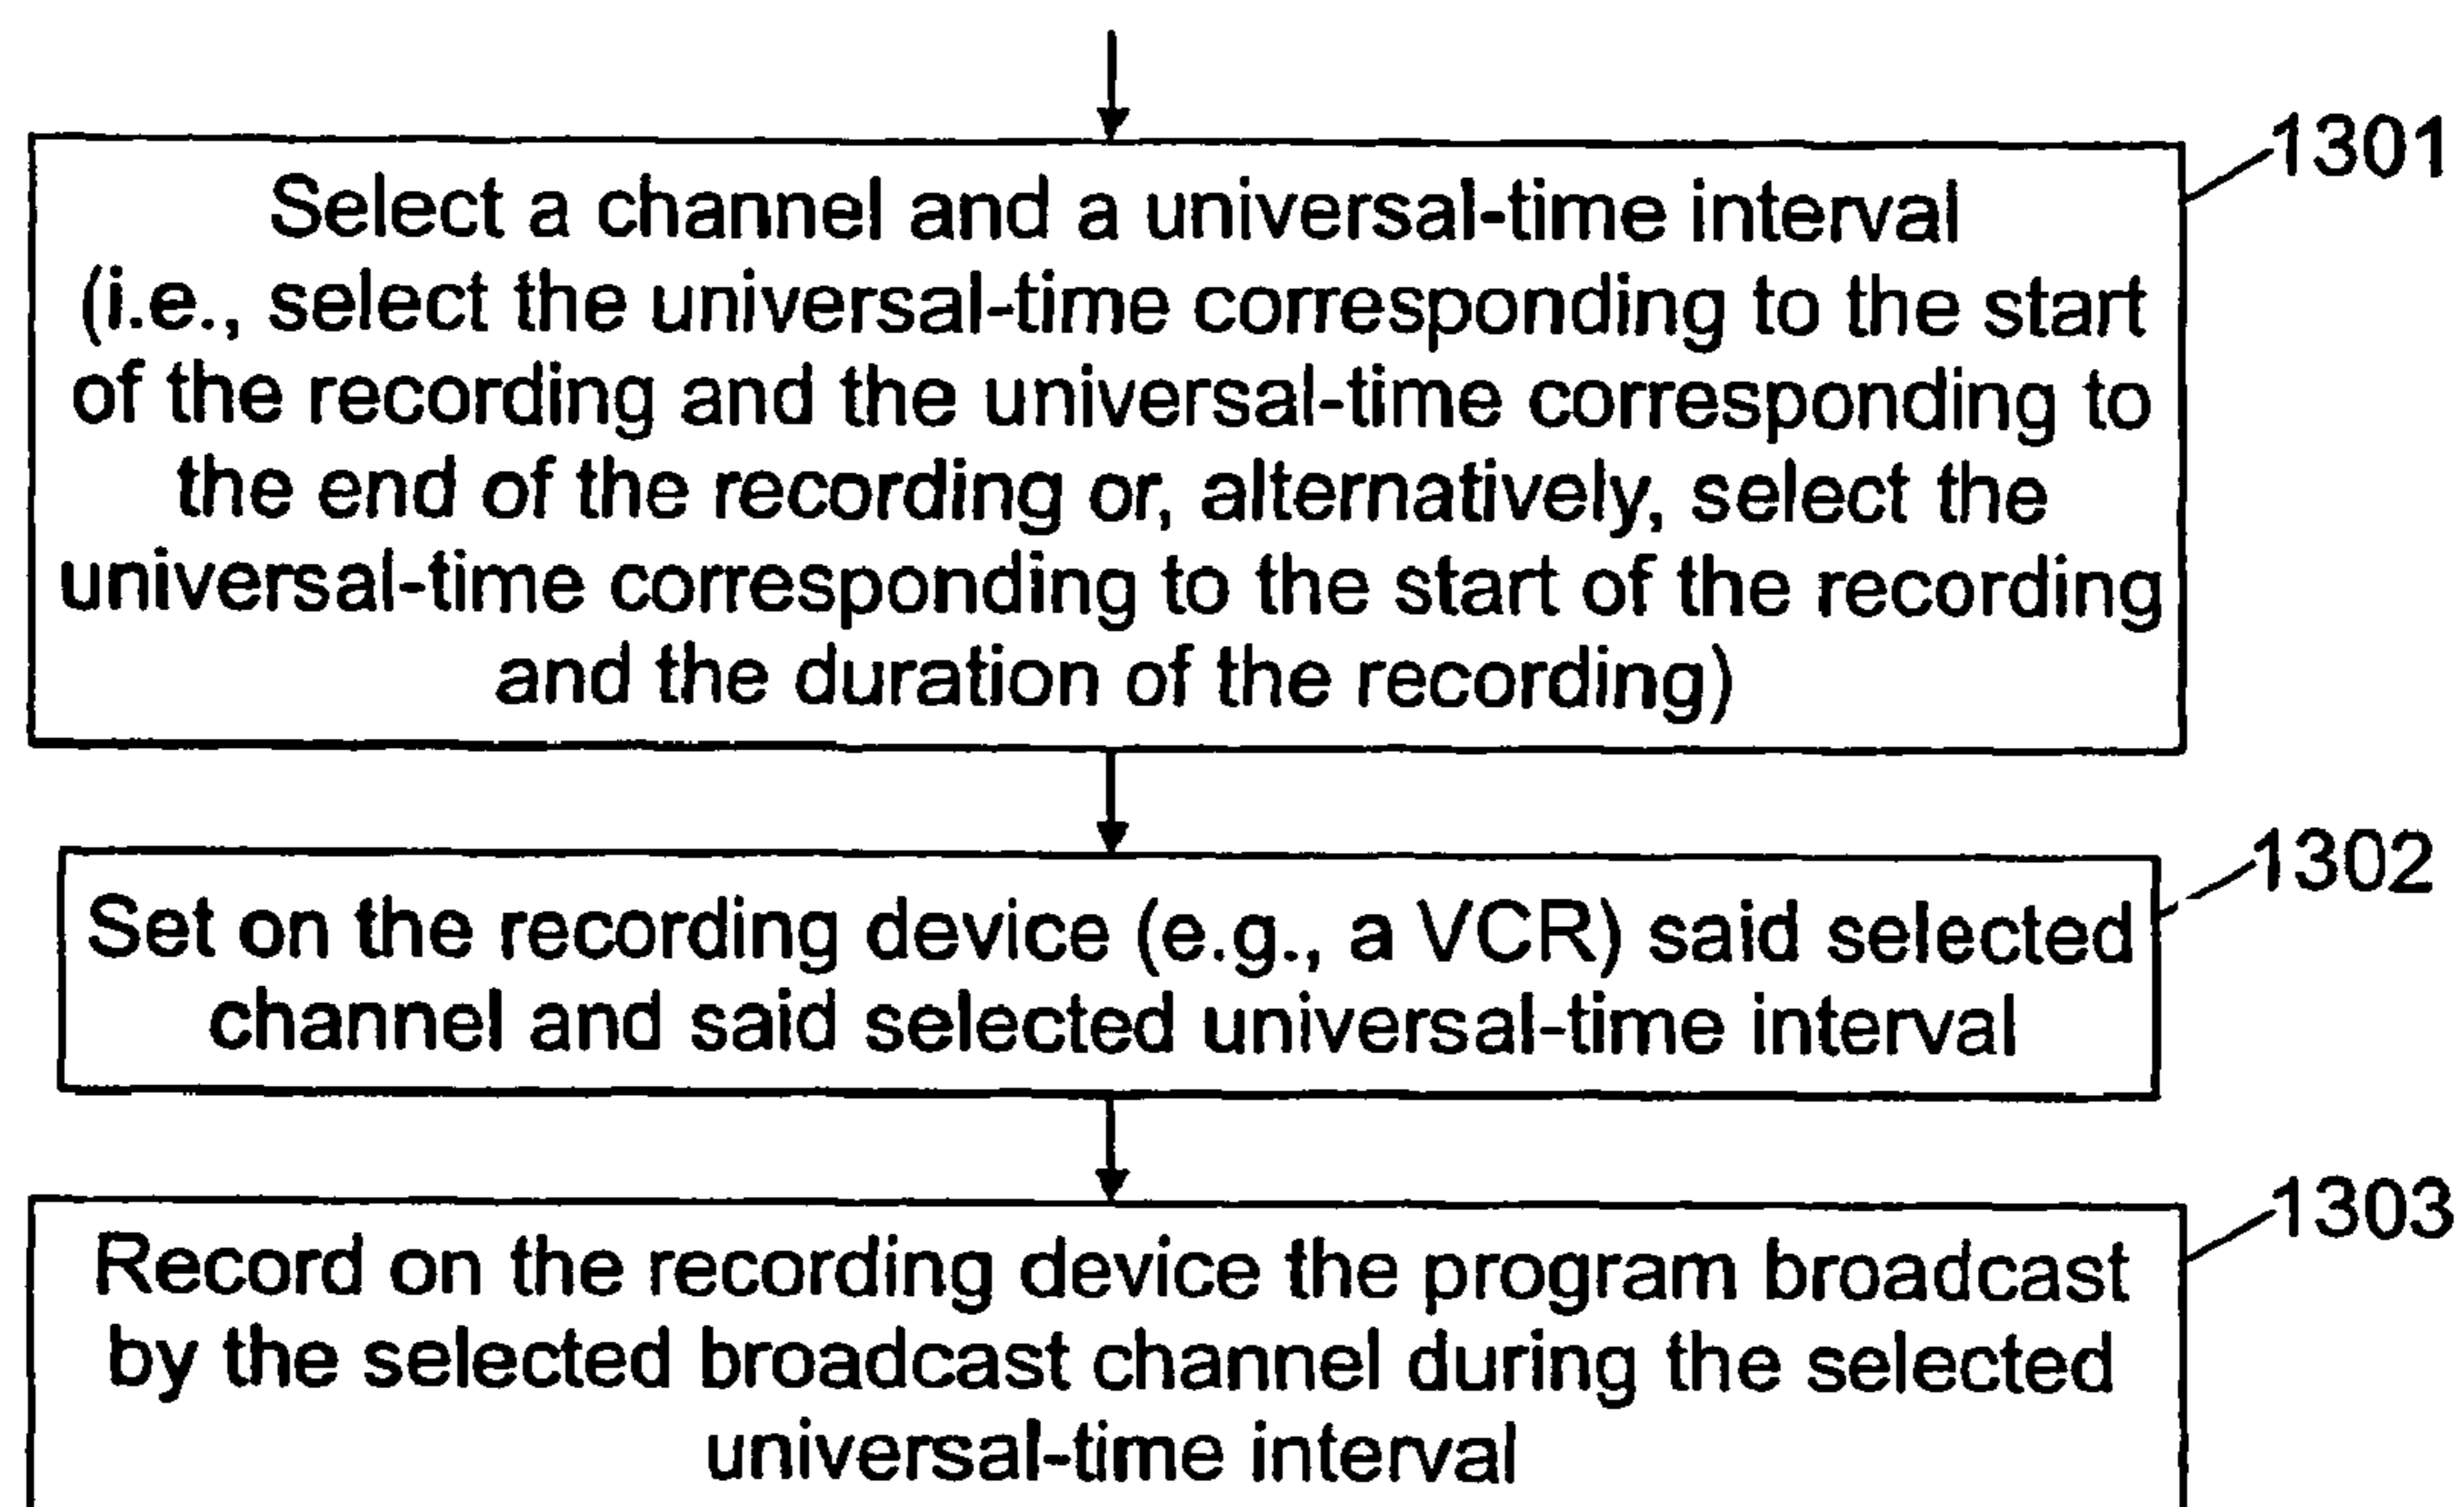 1301
Select a channel and a universal-time interval
(i.e., select the universal-time corresponding to the start
of the recording and the universal-time corresponding to
the end of the recording or, alternatively, select the
universal-time corresponding to the start of the recording
and the duration of the recording)
1302
Set on the recording device (e.g., a VCR) said selected
channel and said selected universal-time interval
1303
Record on the recording device the program broadcast
by the selected broadcast channel during the selected
universal-time interval